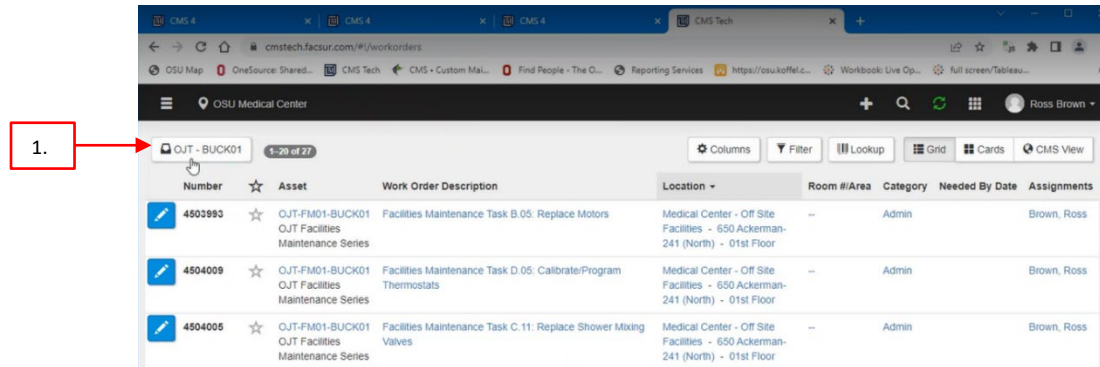 CMS 4 CMS 4 CMS 4 CMS Tech
cmstech.facsur.com/#!/workorders
OSU Map OneSource: Shared... CMS Tech CMS • Custom Mai... Find People - The O... Reporting Services https://osu.koffel.c... Workbook: Live Op... full screen/Tableau...
OSU Medical Center Ross Brown
1.
OJT - BUCK01 1-20 of 27 Columns Filter Lookup Grid Cards CMS View
Number Asset Work Order Description Location Room #/Area Category Needed By Date Assignments
4503993 OJT-FM01-BUCK01 Facilities Maintenance Task B.05: Replace Motors Medical Center - Off Site -- Admin Brown, Ross
OJT Facilities Facilities - 650 Ackerman-
Maintenance Series 241 (North) - 01st Floor
4504009 OJT-FM01-BUCK01 Facilities Maintenance Task D.05: Calibrate/Program Medical Center - Off Site -- Admin Brown, Ross
OJT Facilities Thermostats Facilities - 650 Ackerman-
Maintenance Series 241 (North) - 01st Floor
4504005 OJT-FM01-BUCK01 Facilities Maintenance Task C.11: Replace Shower Mixing Medical Center - Off Site -- Admin Brown, Ross
OJT Facilities Valves Facilities - 650 Ackerman-
Maintenance Series 241 (North) - 01st Floor